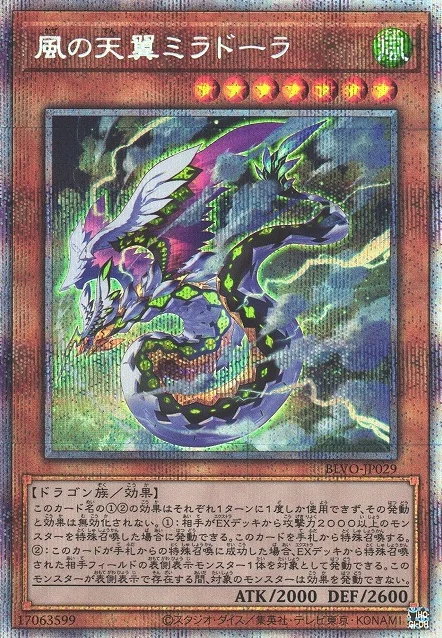 風の天翼ミラドーラ
風
BLVO-JP029
【ドラゴン族／効果】
このカード名の①②の効果はそれぞれ1ターンに1度しか使用できず、その発動
と効果は無効化されない。①：相手がEXデッキから攻撃力2000以上のモン
スターを特殊召喚した場合に発動できる。このカードを手札から特殊召喚する。
②：このカードが手札からの特殊召喚に成功した場合、EXデッキから特殊召喚
された相手フィールドの表側表示モンスター1体を対象として発動できる。この
モンスターが表側表示で存在する間、対象のモンスターは効果を発動できない。
ATK/2000 DEF/2600
17063599
©スタジオ・ダイス／集英社・テレビ東京・KONAMI